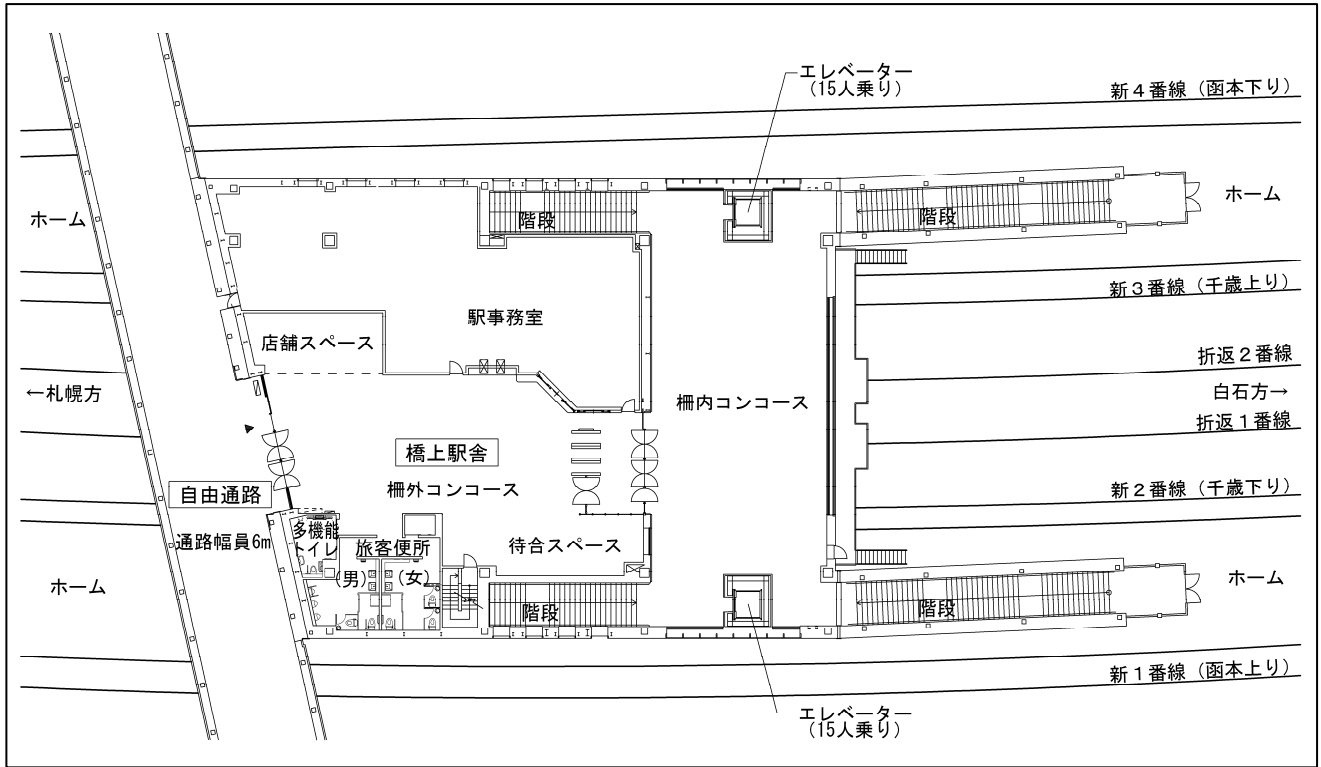 エレベーター
(15人乗り)
新４番線（函本下り）
ホーム
階段
階段
ホーム
新３番線（千歳上り）
駅事務室
店舗スペース
折返２番線
←札幌方
柵内コンコース
白石方→
折返１番線
橋上駅舎
柵外コンコース
自由通路
新２番線（千歳下り）
多機能
トイレ
通路幅員6m
旅客便所
待合スペース
(男)
(女)
ホーム
階段
階段
ホーム
新１番線（函本上り）
エレベーター
(15人乗り)